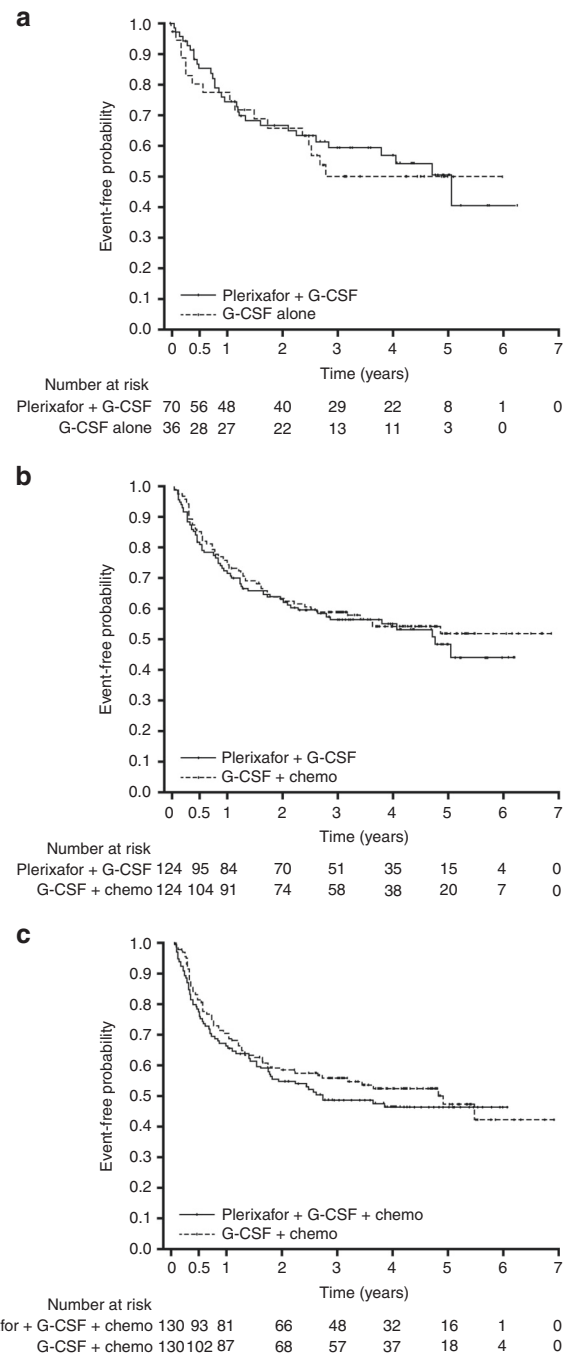 a
1.0
0.9
0.8
0.7
0.6
0.5
0.4
0.3
0.2
0.1
0.0
Event-free probability
Plerixafor + G-CSF
G-CSF alone
0 0.5 1 2 3 4 5 6 7
Time (years)
Number at risk
Plerixafor + G-CSF 70 56 48 40 29 22 8 1 0
G-CSF alone 36 28 27 22 13 11 3 0
b
1.0
0.9
0.8
0.7
0.6
0.5
0.4
0.3
0.2
0.1
0.0
Event-free probability
Plerixafor + G-CSF
G-CSF + chemo
0 0.5 1 2 3 4 5 6 7
Time (years)
Number at risk
Plerixafor + G-CSF 124 95 84 70 51 35 15 4 0
G-CSF + chemo 124 104 91 74 58 38 20 7 0
c
1.0
0.9
0.8
0.7
0.6
0.5
0.4
0.3
0.2
0.1
0.0
Event-free probability
Plerixafor + G-CSF + chemo
G-CSF + chemo
0 0.5 1 2 3 4 5 6 7
Time (years)
Number at risk
for + G-CSF + chemo 130 93 81 66 48 32 16 1 0
G-CSF + chemo 130 102 87 68 57 37 18 4 0